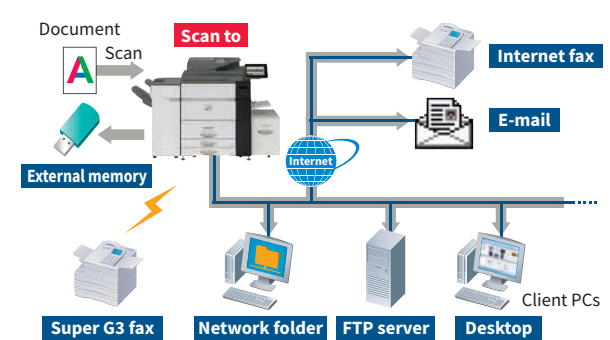 Document
Scan
A
Scan to
Internet fax
E-mail
Internet
External memory
Client PCs
Super G3 fax
Network folder
FTP server
Desktop